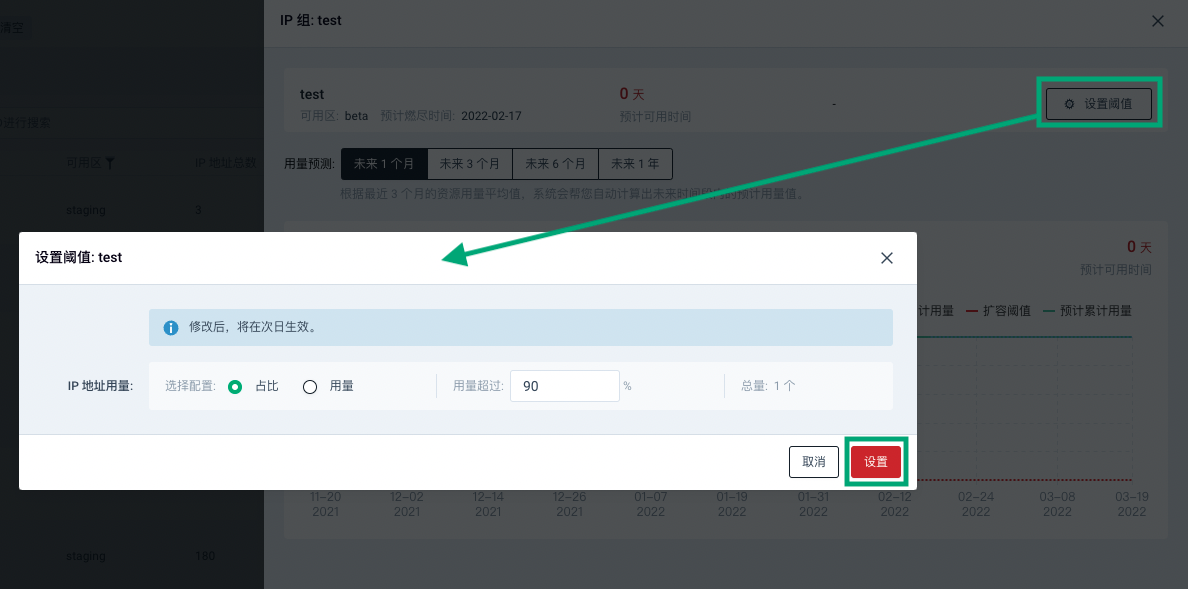 清空
IP 组: test
test
可用区: beta 预计燃尽时间: 2022-02-17
0 天
预计可用时间
-
设置阈值
进行搜索
用量预测: 未来 1 个月 未来 3 个月 未来 6 个月 未来 1 年
根据最近 3 个月的资源用量平均值，系统会帮您自动计算出未来时间段内的预计用量值。
可用区 IP 地址总数
staging 3
0 天
预计可用时间
计用量 扩容阈值 预计累计用量
设置阈值: test
修改后，将在次日生效。
IP 地址用量: 选择配置: 占比 用量 用量超过: 90 % 总量: 1 个
取消 设置
11-20 12-02 12-14 12-26 01-07 01-19 01-31 02-12 02-24 03-08 03-19
2021 2021 2021 2021 2022 2022 2022 2022 2022 2022 2022
staging 180